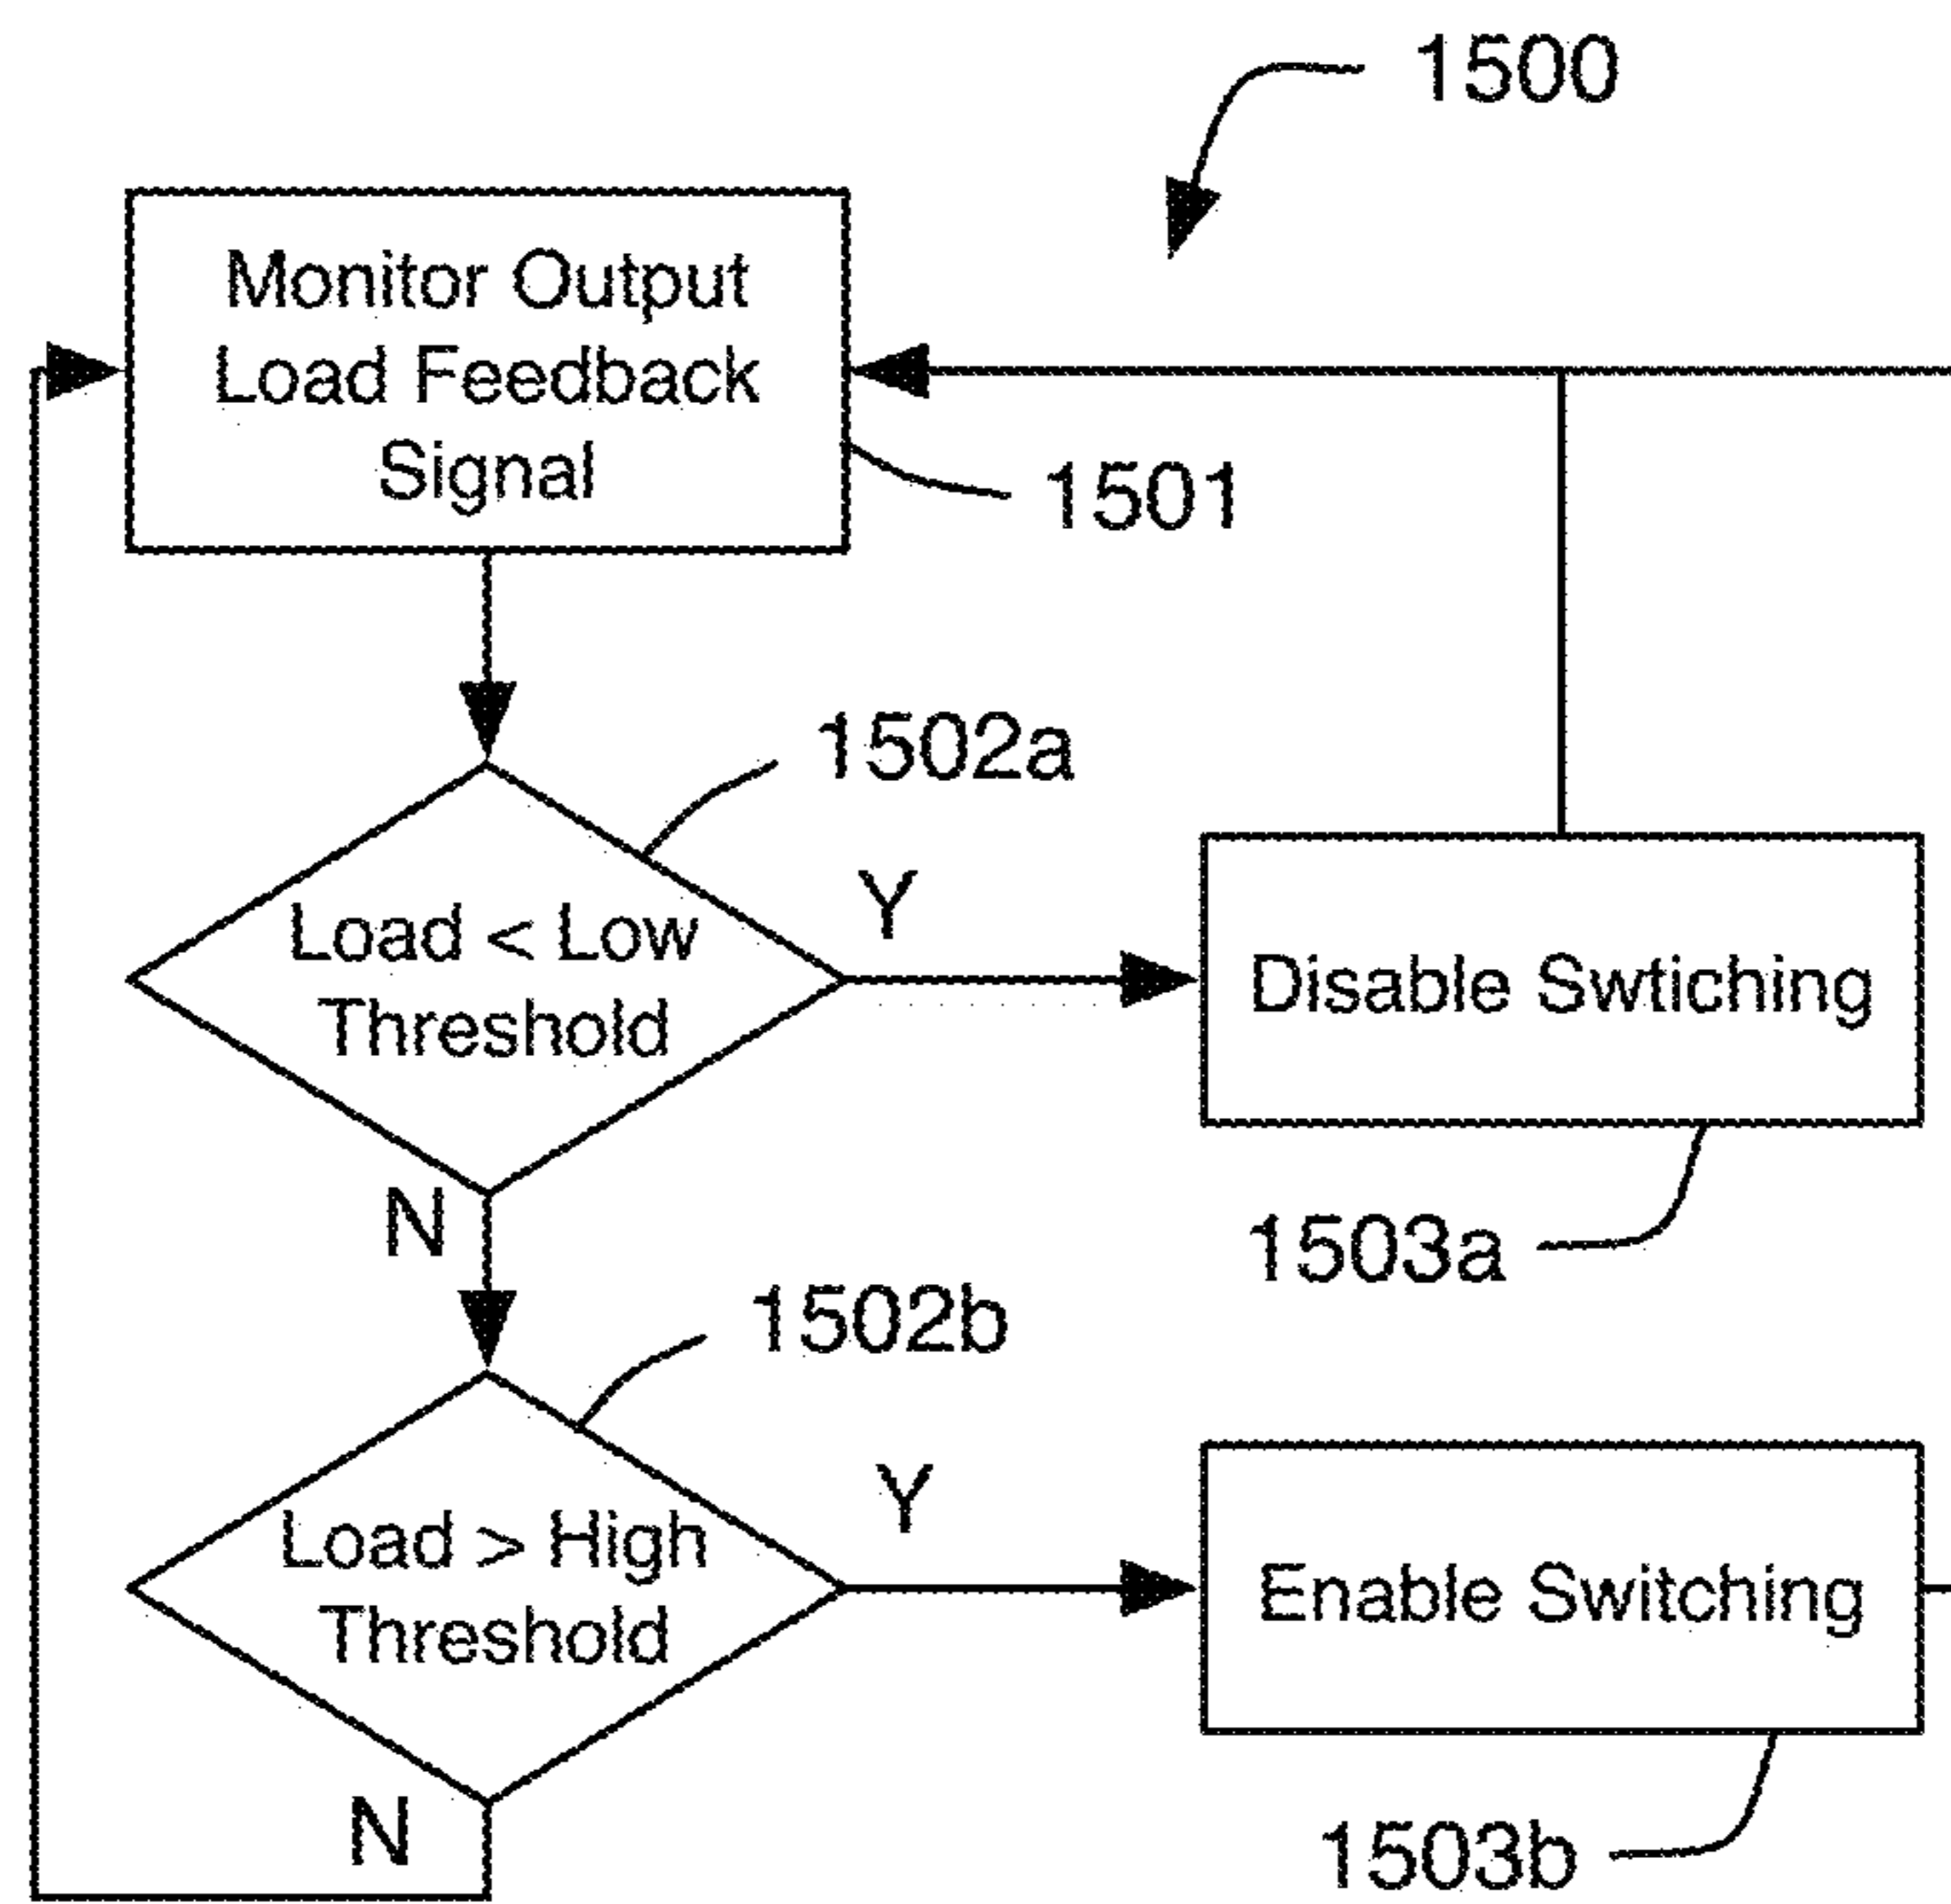 1500
Monitor Output
Load Feedback
Signal
1501
1502a
Load < Low
Threshold
Y
Disable Swtiching
N
1503a
1502b
Load > High
Threshold
Y
Enable Switching
N
1503b